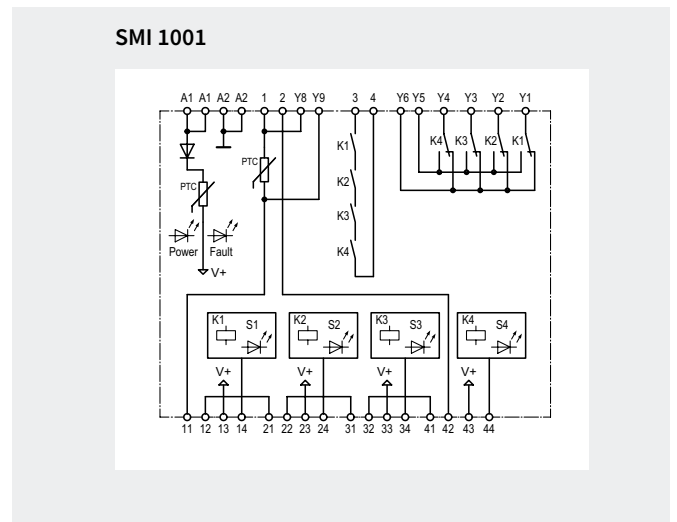 SMI 1001
A1 A1 A2 A2 1 2 Y8 Y9 3 4 Y6 Y5 Y4 Y3 Y2 Y1
K1
K4 K3 K2 K1
PTC
K2
PTC
K3
K4
Power Fault
V+
K1 S1 K2 S2 K3 S3 K4 S4
V+ V+ V+ V+
11 12 13 14 21 22 23 24 31 32 33 34 41 42 43 44